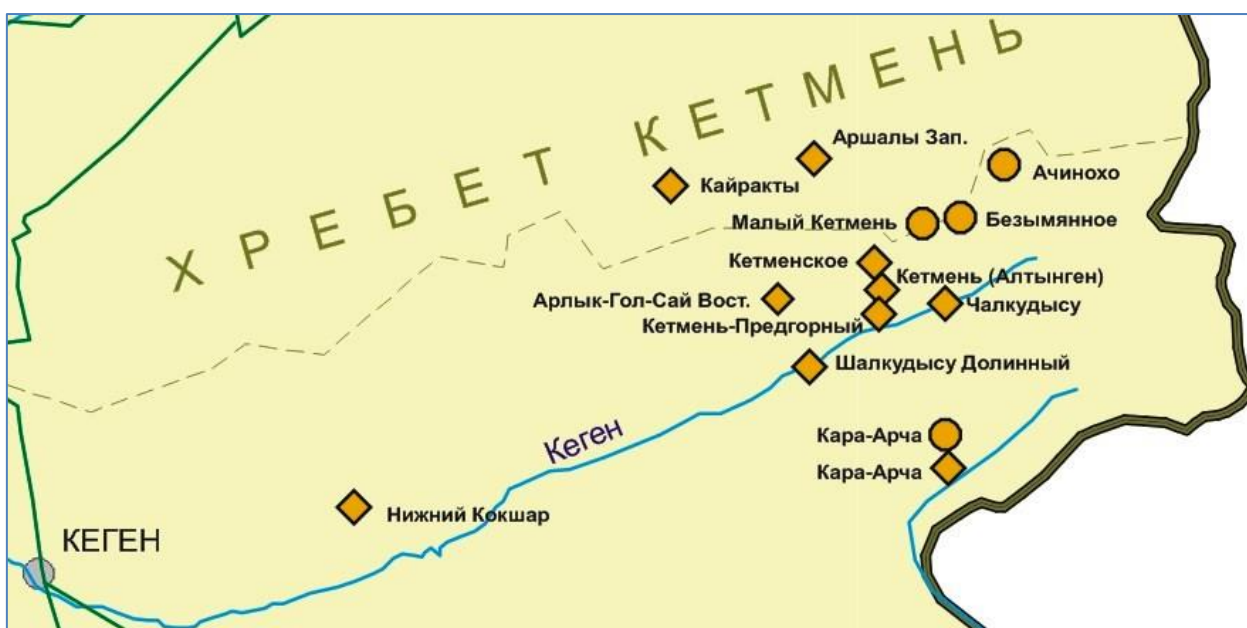 ХРЕБЕТ КЕТМЕНЬ
Аршалы Зап.
Кайракты
Ачинохо
Малый Кетмень
Безымянное
Кетменское
Кетмень (Алтынген)
Арлык-Гол-Сай Вост.
Чалкудысу
Кетмень-Предгорный
Шалкудысу Долинный
Кеген
Кара-Арча
Кара-Арча
Нижний Кокшар
КЕГЕН